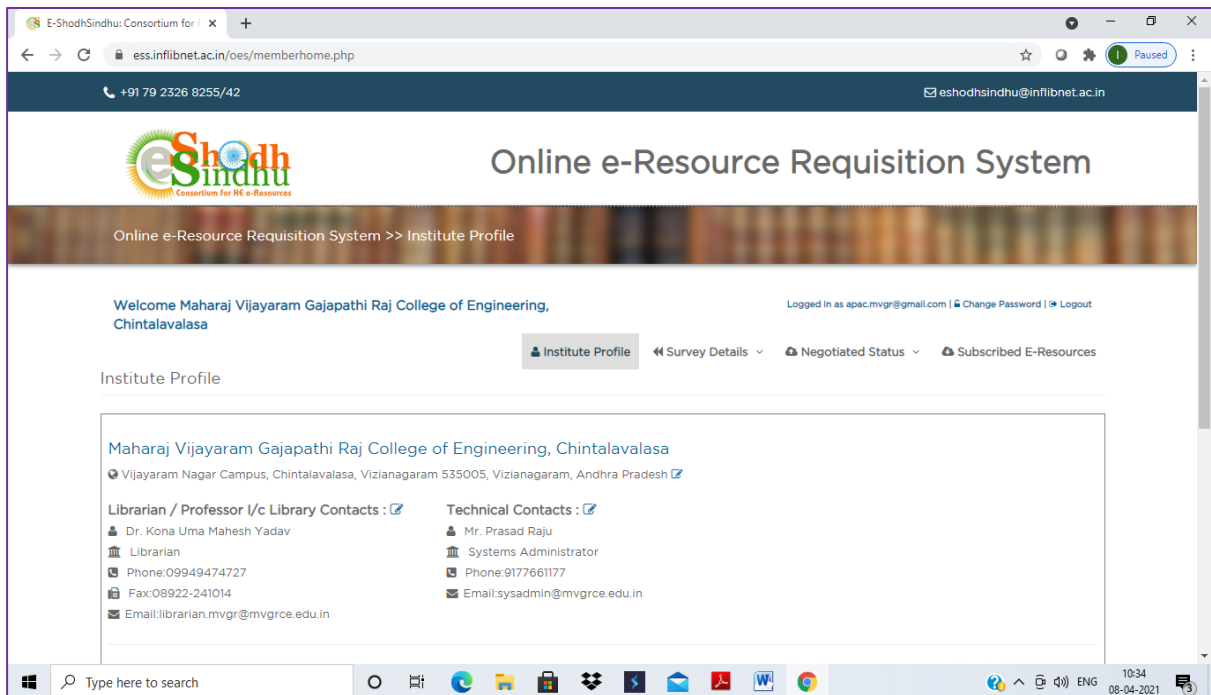 E-ShodhSindhu: Consortium for
ess.inflibnet.ac.in/oes/memberhome.php
Paused
+91 79 2326 8255/42
eshodhsindhu@inflibnet.ac.in
e Shodh
Sindhu
Consortium for HE e-Resources
Online e-Resource Requisition System
Online e-Resource Requisition System >> Institute Profile
Welcome Maharaj Vijayaram Gajapathi Raj College of Engineering,
Chintalavalasa
Logged in as apac.mvgr@gmail.com | Change Password | Logout
Institute Profile
Survey Details
Negotiated Status
Subscribed E-Resources
Institute Profile
Maharaj Vijayaram Gajapathi Raj College of Engineering, Chintalavalasa
Vijayaram Nagar Campus, Chintalavalasa, Vizianagaram 535005, Vizianagaram, Andhra Pradesh
Librarian / Professor I/c Library Contacts :
Dr. Kona Uma Mahesh Yadav
Librarian
Phone:09949474727
Fax:08922-241014
Email:librarian.mvgr@mvgrce.edu.in
Technical Contacts :
Mr. Prasad Raju
Systems Administrator
Phone:9177661177
Email:sysadmin@mvgrce.edu.in
Type here to search
ENG
10:34
08-04-2021